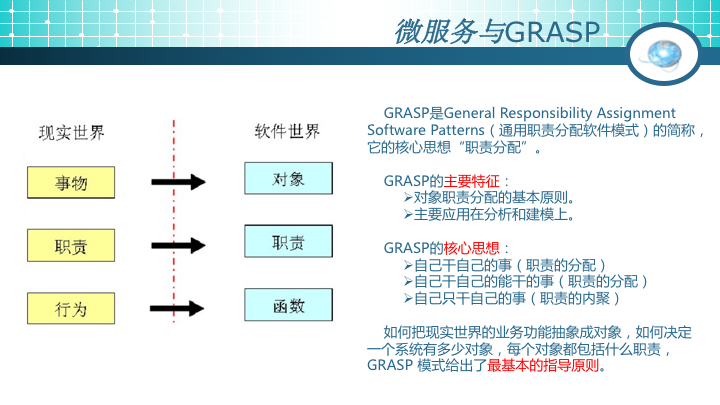 微服务与GRASP
现实世界
软件世界
事物
对象
职责
职责
行为
函数
GRASP是General Responsibility Assignment
Software Patterns（通用职责分配软件模式）的简称，
它的核心思想“职责分配”。
GRASP的主要特征：
➢对象职责分配的基本原则。
➢主要应用在分析和建模上。
GRASP的核心思想：
➢自己干自己的事（职责的分配）
➢自己干自己的能干的事（职责的分配）
➢自己只干自己的事（职责的内聚）
如何把现实世界的业务功能抽象成对象，如何决定
一个系统有多少对象，每个对象都包括什么职责，
GRASP 模式给出了最基本的指导原则。